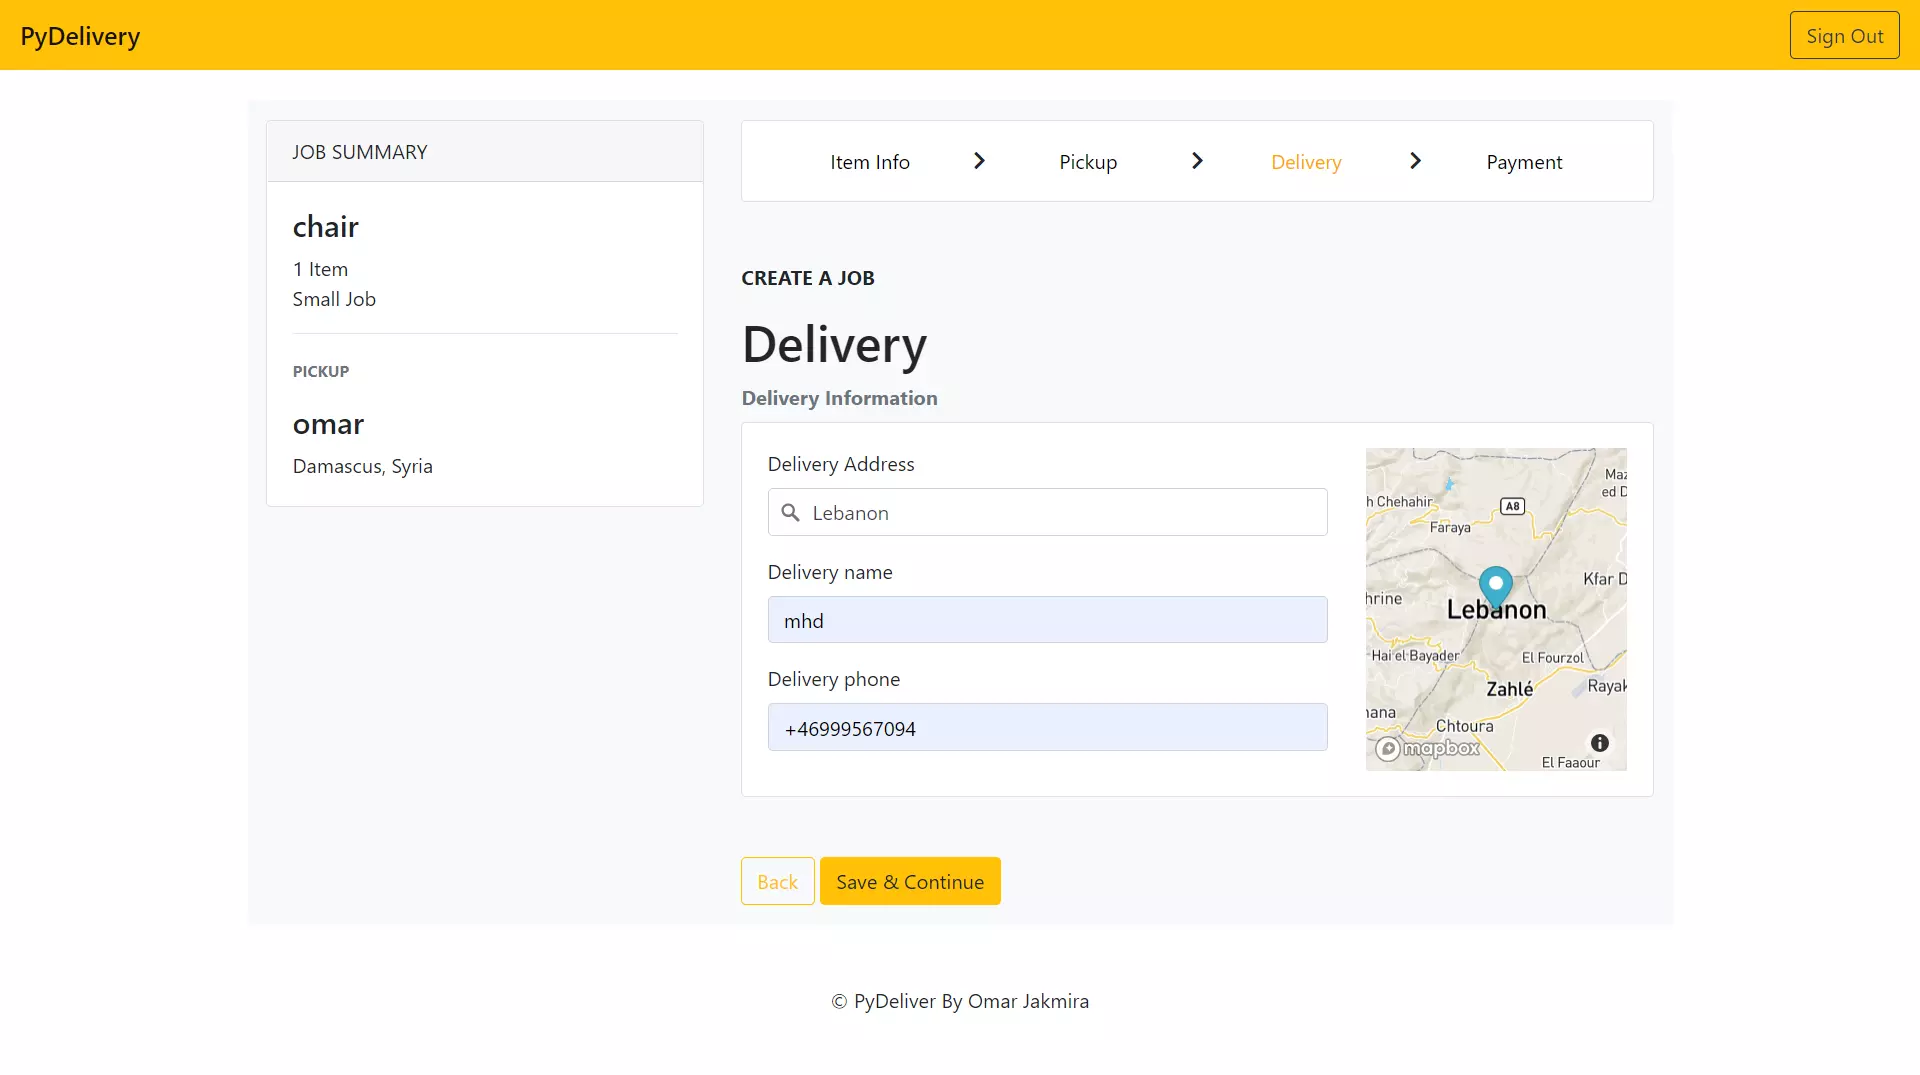 PyDelivery
Sign Out
JOB SUMMARY
chair
1 Item
Small Job
PICKUP
omar
Damascus, Syria
Item Info
Pickup
Delivery
Payment
CREATE A JOB
Delivery
Delivery Information
Delivery Address
Lebanon
Delivery name
mhd
Delivery phone
+46999567094
Maz
ed D
h Chehahir
A8
Faraya
Kfar D
hrine
Lebanon
Hai el Bayader
El Fourzol
Zahlé
Rayak
nana
Chtoura
mapbox
El Faaour
Back
Save & Continue
© PyDeliver By Omar Jakmira